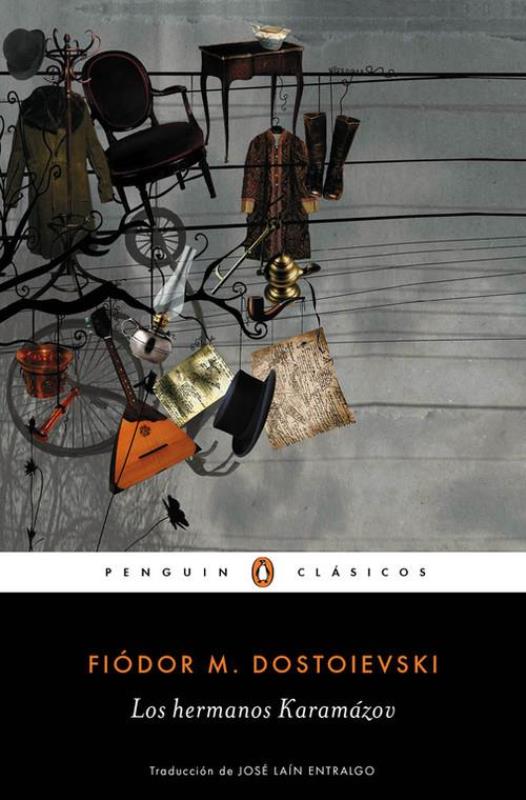 PENGUIN CLÁSICOS
FIÓDOR M. DOSTOIEVSKI
Los hermanos Karamázov
Traducción de JOSÉ LAÍN ENTRALGO